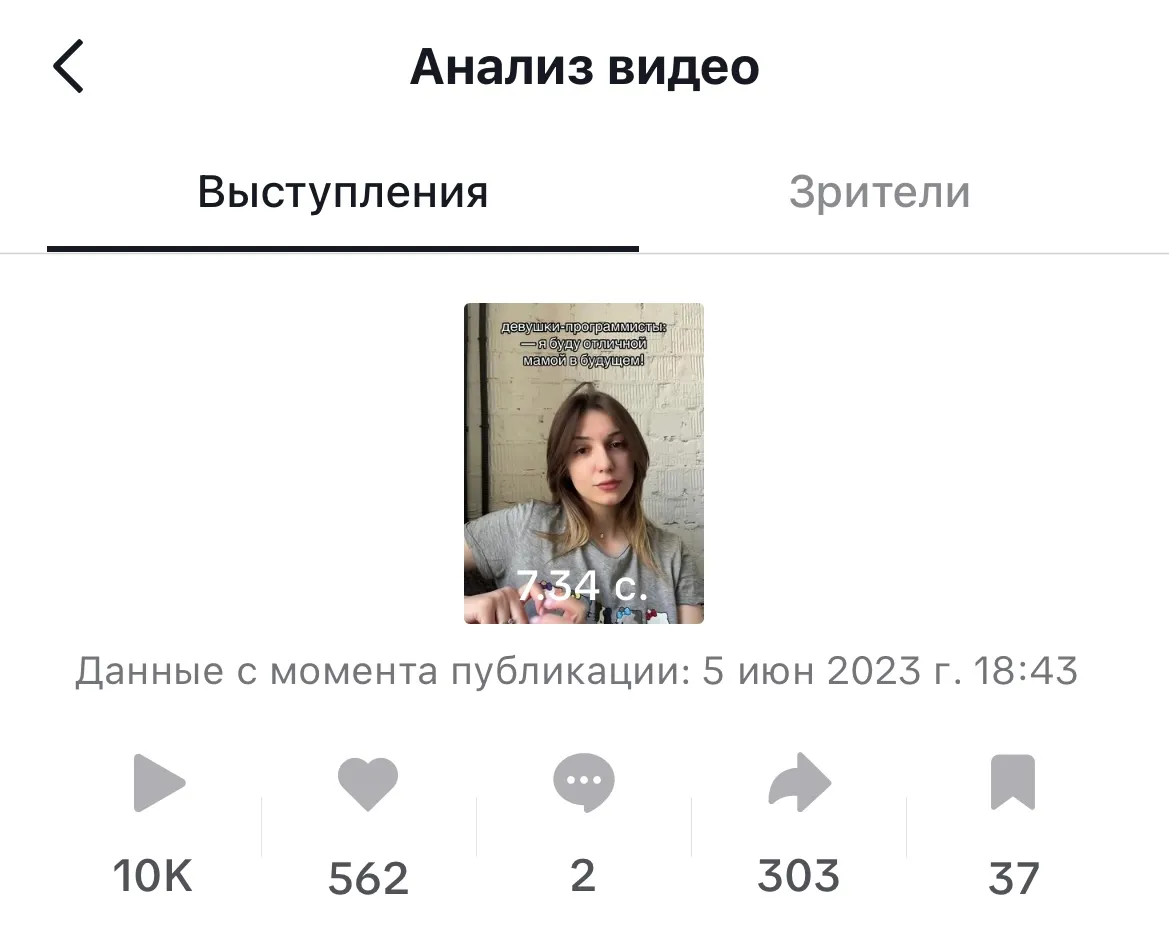 Анализ видео
Выступления
Зрители
девушки-программисты:
— я буду отличной
мамой в будущем!
7.34 с.
Данные с момента публикации: 5 июн 2023 г. 18:43
10K
562
2
303
37